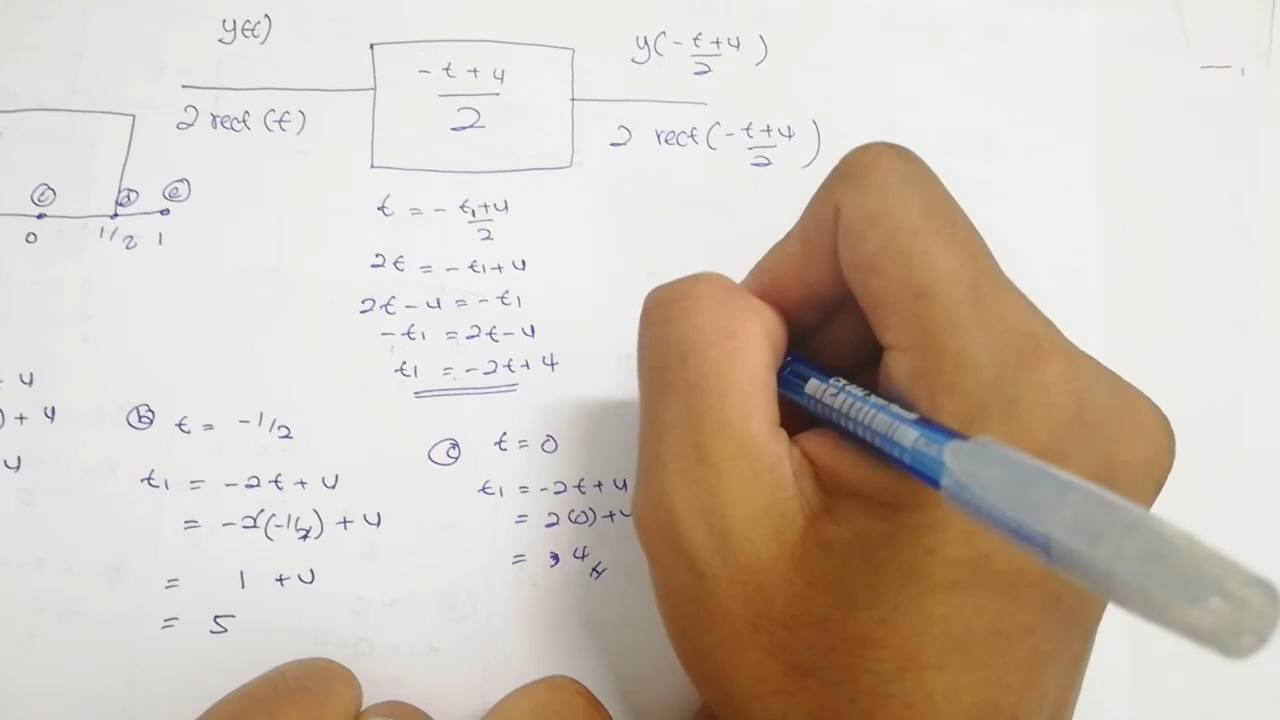 y(t)
-t+4
2
y(-t+4
2)
2 rect(t)
2 rect(-t+4
2)
c d e
0 1/2 1
t = -t1+4
2
2t = -t1+4
2t-4 = -t1
-t1 = 2t-4
t1 = -2t+4
4
) + 4
4
b t = -1/2
t1 = -2t+4
= -2(-1/2)+4
= 1 +4
= 5
c t = 0
t1 = -2t+4
= 2(0)+4
= 4